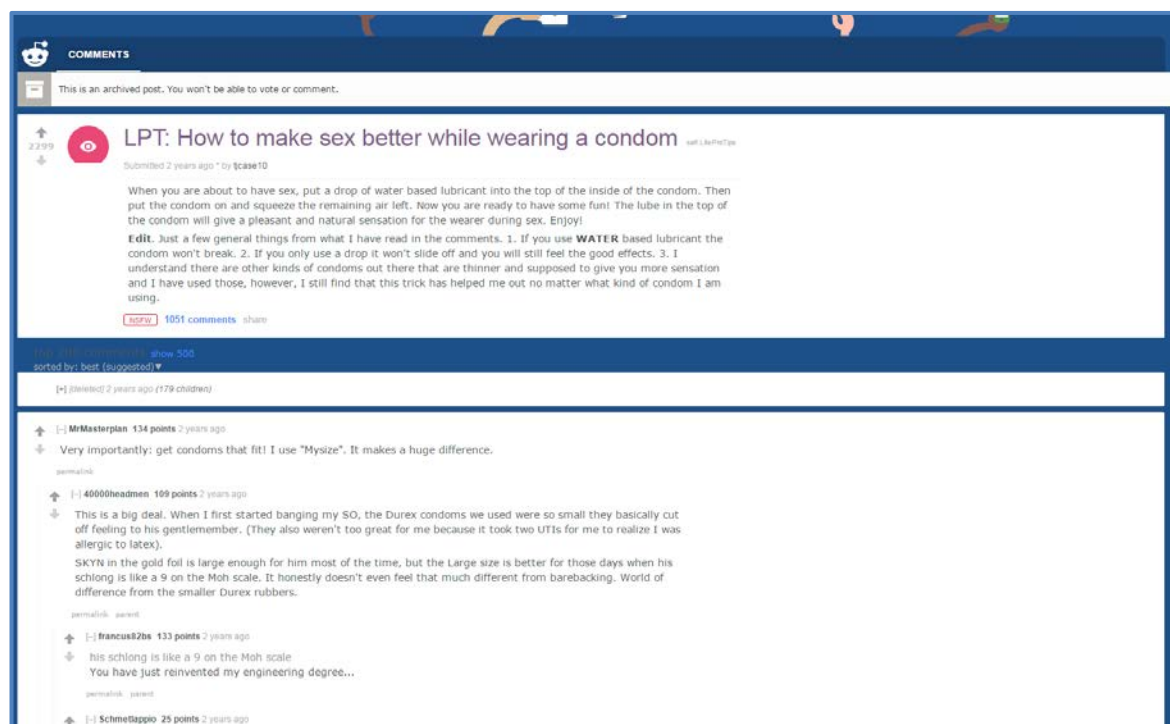 COMMENTS
This is an archived post. You won't be able to vote or comment.
2299
LPT: How to make sex better while wearing a condom self.LifeProTips
Submitted 2 years ago * by tjcase10
When you are about to have sex, put a drop of water based lubricant into the top of the inside of the condom. Then
put the condom on and squeeze the remaining air left. Now you are ready to have some fun! The lube in the top of
the condom will give a pleasant and natural sensation for the wearer during sex. Enjoy!
Edit. Just a few general things from what I have read in the comments. 1. If you use WATER based lubricant the
condom won't break. 2. If you only use a drop it won't slide off and you will still feel the good effects. 3. I
understand there are other kinds of condoms out there that are thinner and supposed to give you more sensation
and I have used those, however, I still find that this trick has helped me out no matter what kind of condom I am
using.
NSFW 1051 comments share
top 200 comments show 500
sorted by: best (suggested)▼
[+] [deleted] 2 years ago (179 children)
[–] MrMasterplan 134 points 2 years ago
Very importantly: get condoms that fit! I use "Mysize". It makes a huge difference.
permalink
[–] 40000headmen 109 points 2 years ago
This is a big deal. When I first started banging my SO, the Durex condoms we used were so small they basically cut
off feeling to his gentlemember. (They also weren't too great for me because it took two UTIs for me to realize I was
allergic to latex).
SKYN in the gold foil is large enough for him most of the time, but the Large size is better for those days when his
schlong is like a 9 on the Moh scale. It honestly doesn't even feel that much different from barebacking. World of
difference from the smaller Durex rubbers.
permalink parent
[–] francus82bs 133 points 2 years ago
his schlong is like a 9 on the Moh scale
You have just reinvented my engineering degree...
permalink parent
[–] Schmetlappio 25 points 2 years ago